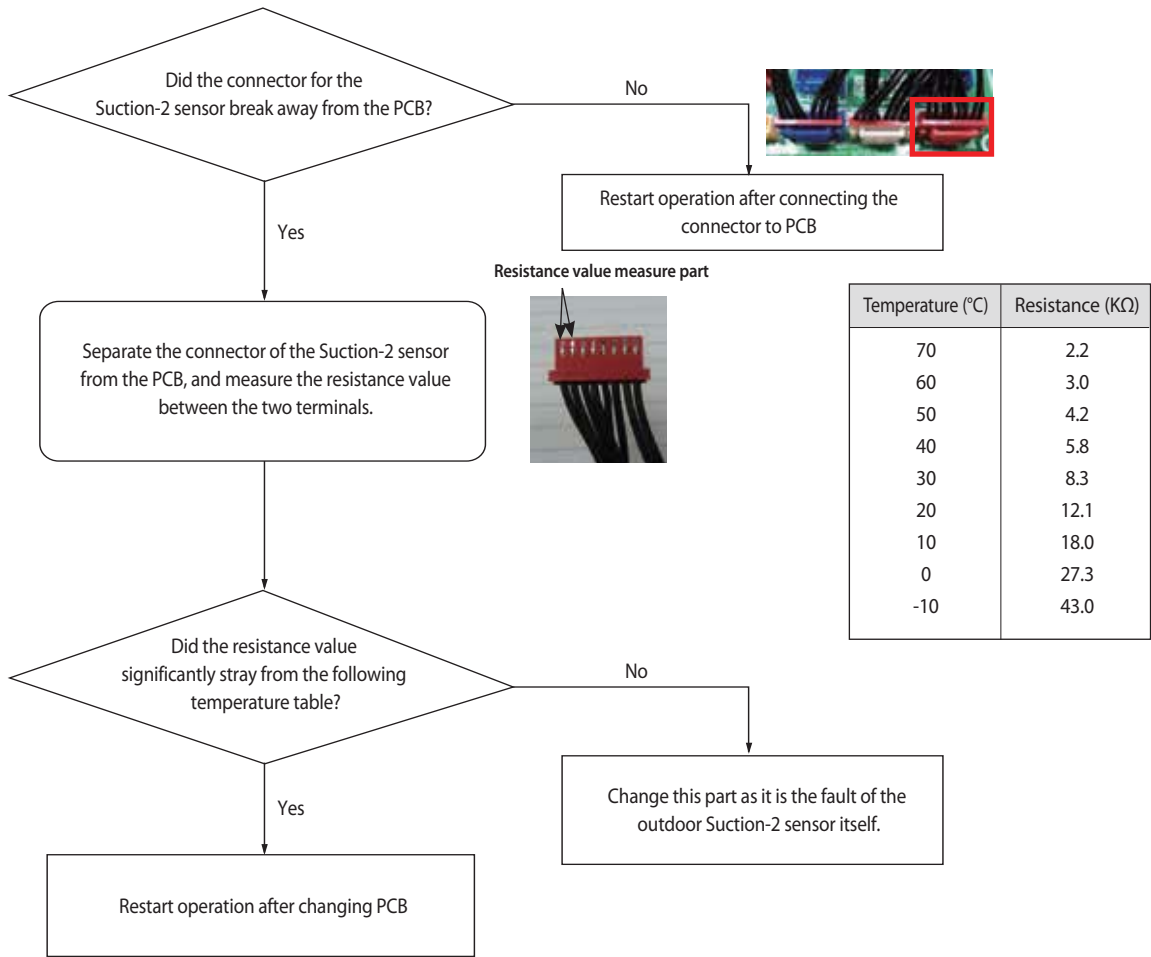 Did the connector for the
Suction-2 sensor break away from the PCB?
No
Restart operation after connecting the
connector to PCB
Yes
Resistance value measure part
Separate the connector of the Suction-2 sensor
from the PCB, and measure the resistance value
between the two terminals.
Temperature (°C) Resistance (KΩ)
70 2.2
60 3.0
50 4.2
40 5.8
30 8.3
20 12.1
10 18.0
0 27.3
-10 43.0
Did the resistance value
significantly stray from the following
temperature table?
No
Change this part as it is the fault of the
outdoor Suction-2 sensor itself.
Yes
Restart operation after changing PCB